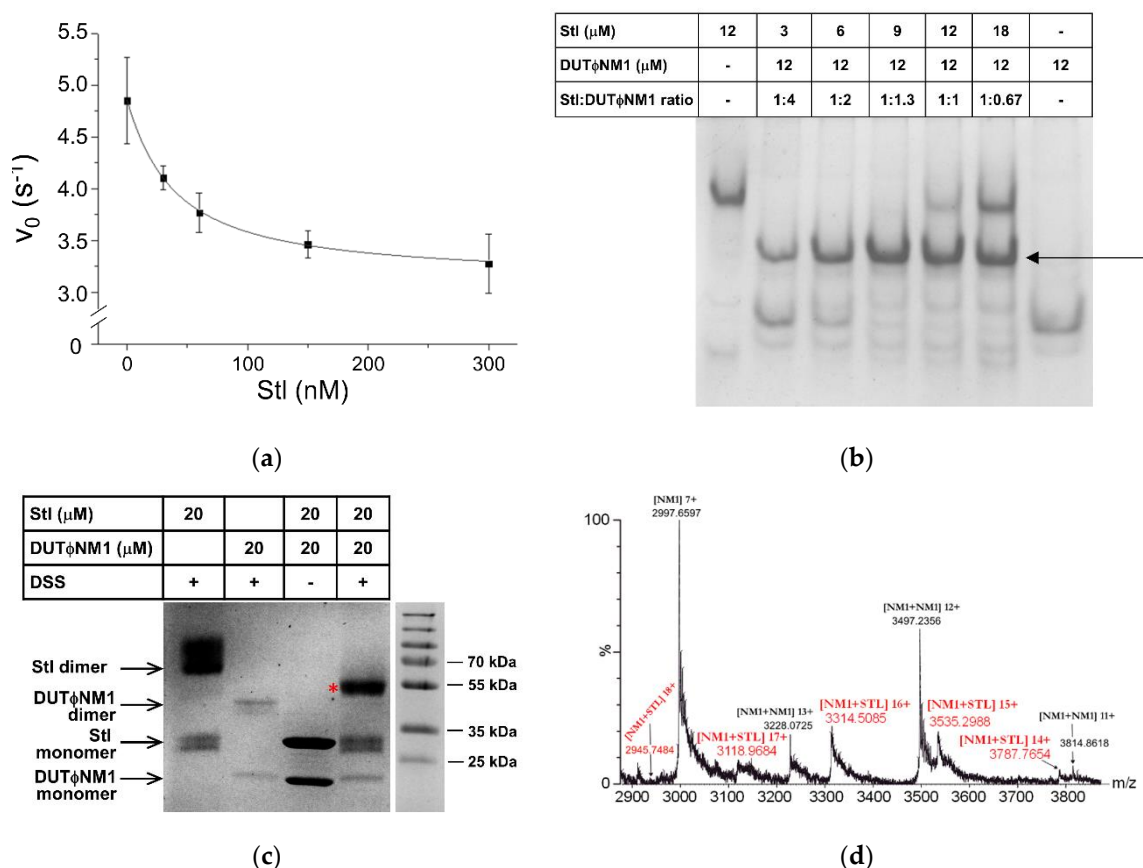 5.5
5.0
4.5
4.0
3.5
3.0
0
v0 (s⁻¹)
0 100 200 300
Stl (nM)
(a)
Stl (μM) 12 3 6 9 12 18 -
DUTϕNM1 (μM) - 12 12 12 12 12 12
Stl:DUTϕNM1 ratio - 1:4 1:2 1:1.3 1:1 1:0.67 -
(b)
Stl (μM) 20 20 20
DUTϕNM1 (μM) 20 20 20
DSS + + - +
Stl dimer
DUTϕNM1
dimer
Stl
monomer
DUTϕNM1
monomer
*
70 kDa
55 kDa
35 kDa
25 kDa
(c)
100
%
0
[NM1+STL] 18+
2945.7484
[NM1] 7+
2997.6597
[NM1+STL] 17+
3118.9684
[NM1+NM1] 13+
3228.0725
[NM1+STL] 16+
3314.5085
[NM1+NM1] 12+
3497.2356
[NM1+STL] 15+
3535.2988
[NM1+STL] 14+
3787.7654
[NM1+NM1] 11+
3814.8618
2900 3000 3200 3300 3400 3500 3600 3700 3800 m/z
(d)